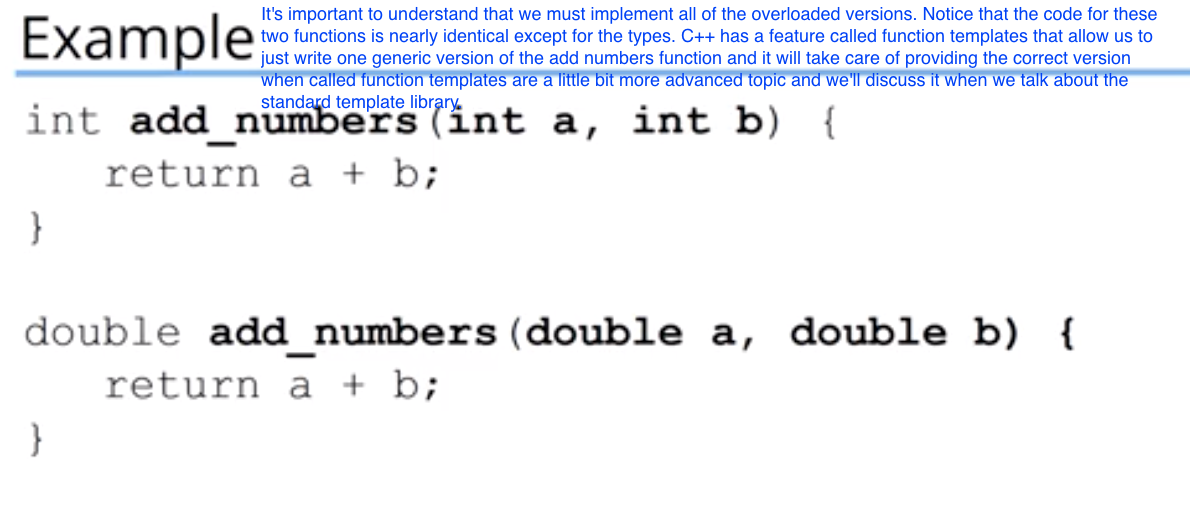 Example
It's important to understand that we must implement all of the overloaded versions. Notice that the code for these
two functions is nearly identical except for the types. C++ has a feature called function templates that allow us to
just write one generic version of the add numbers function and it will take care of providing the correct version
when called function templates are a little bit more advanced topic and we'll discuss it when we talk about the
standard template library.
int add_numbers(int a, int b) {
    return a + b;
}
double add_numbers(double a, double b) {
    return a + b;
}